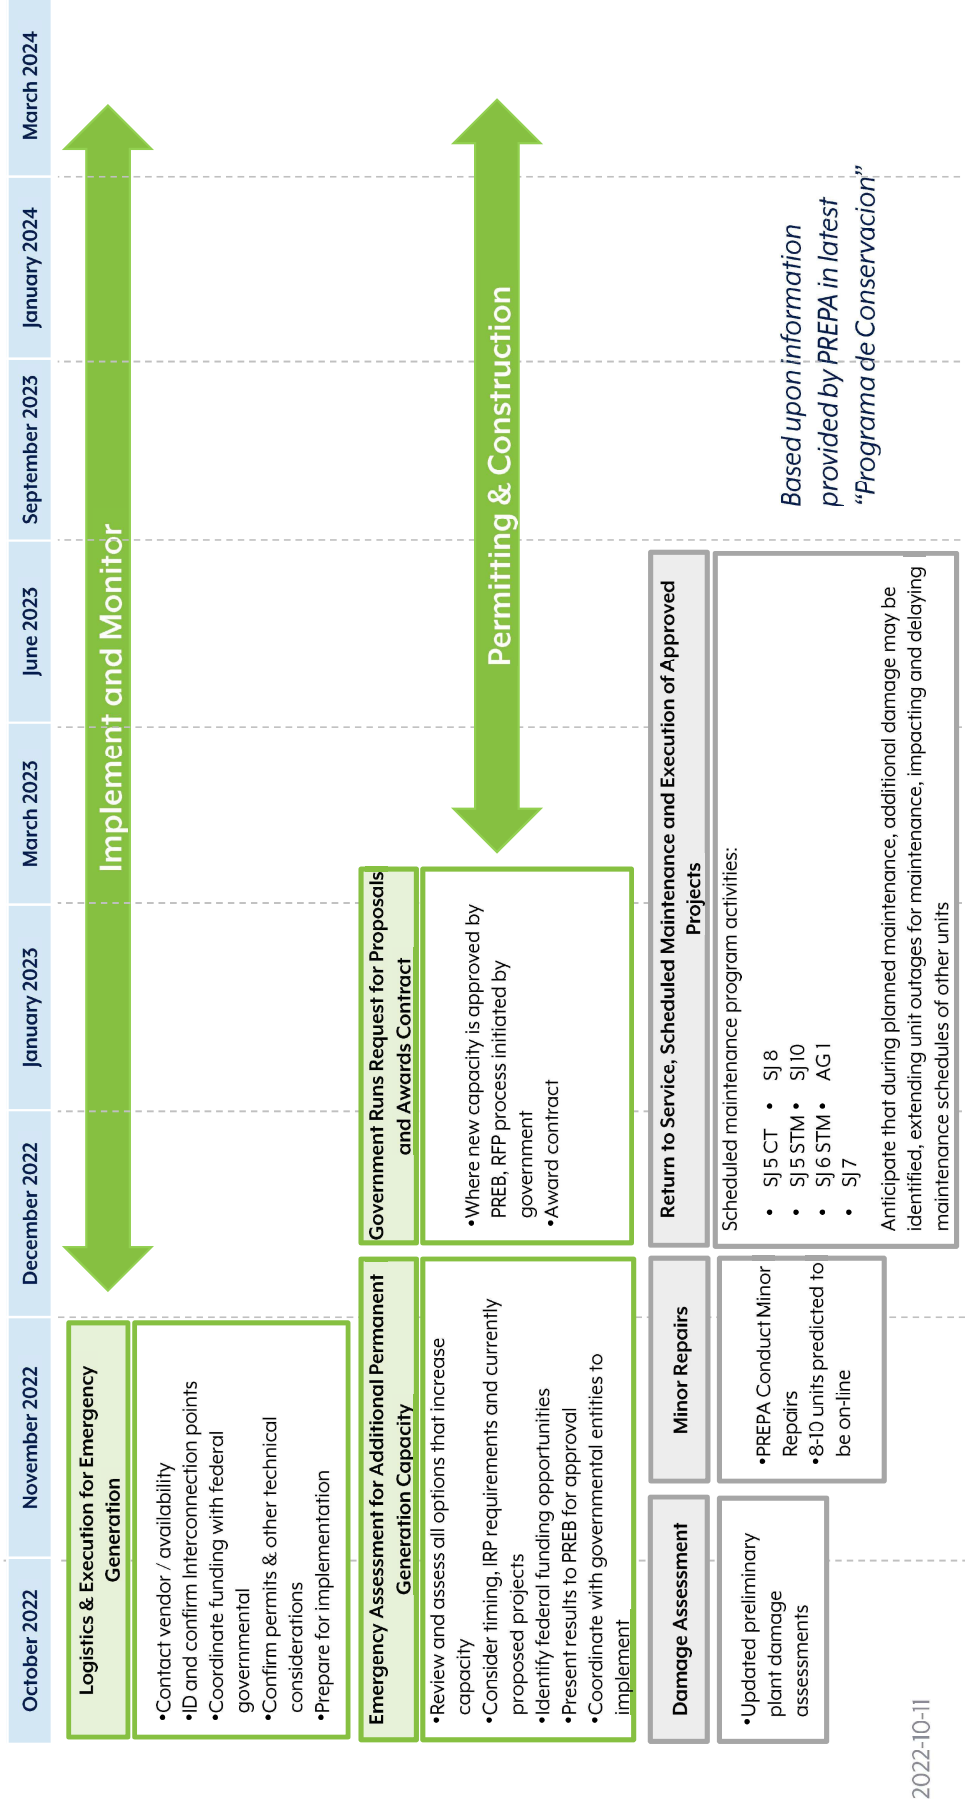 October 2022
November 2022
December 2022
January 2023
March 2023
June 2023
September 2023
January 2024
March 2024
Logistics & Execution for Emergency
Generation
•Contact vendor / availability
•ID and confirm Interconnection points
•Coordinate funding with federal
governmental
•Confirm permits & other technical
considerations
•Prepare for implementation
Implement and Monitor
Emergency Assessment for Additional Permanent
Generation Capacity
•Review and assess all options that increase
capacity
•Consider timing, IRP requirements and currently
proposed projects
•Identify federal funding opportunities
•Present results to PREB for approval
•Coordinate with governmental entities to
implement
Government Runs Request for Proposals
and Awards Contract
•Where new capacity is approved by
PREB, RFP process initiated by
government
•Award contract
Permitting & Construction
Damage Assessment
•Updated preliminary
plant damage
assessments
Minor Repairs
•PREPA Conduct Minor
Repairs
•8-10 units predicted to
be on-line
Return to Service, Scheduled Maintenance and Execution of Approved
Projects
Scheduled maintenance program activities:
• SJ 5 CT • SJ 8
• SJ 5 STM • SJ 10
• SJ 6 STM • AG 1
• SJ 7
Anticipate that during planned maintenance, additional damage may be
identified, extending unit outages for maintenance, impacting and delaying
maintenance schedules of other units
Based upon information
provided by PREPA in latest
“Programa de Conservacion”
2022-10-11